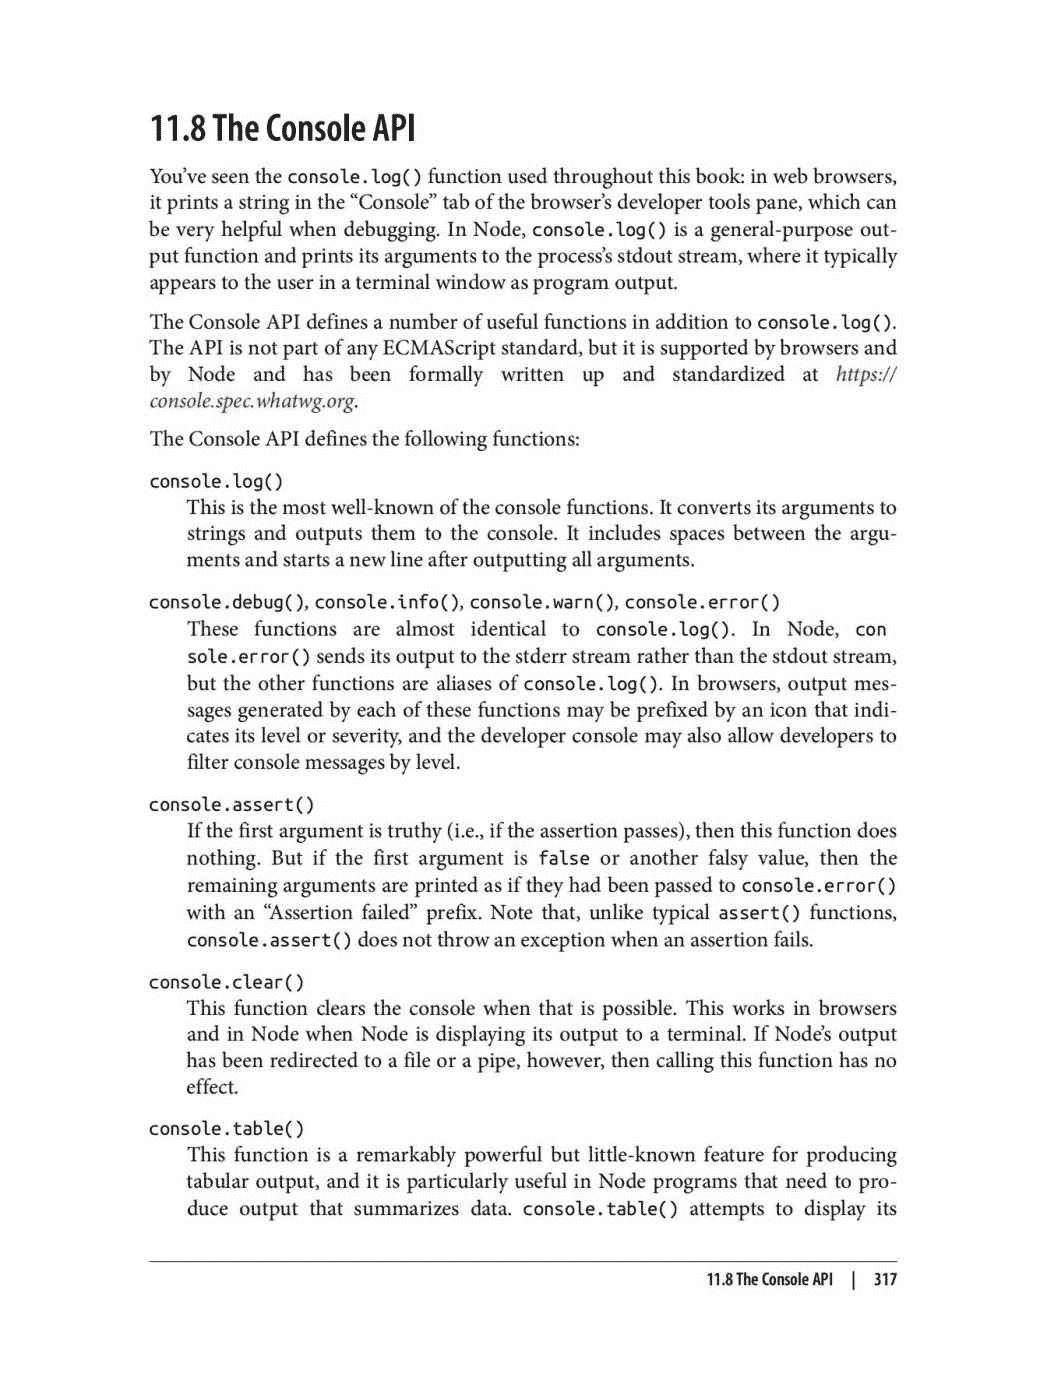 11.8 The Console API
You’ve seen the console.log() function used throughout this book: in web browsers,
it prints a string in the “Console” tab of the browser’s developer tools pane, which can
be very helpful when debugging. In Node, console.log() is a general-purpose out-
put function and prints its arguments to the process’s stdout stream, where it typically
appears to the user in a terminal window as program output.
The Console API defines a number of useful functions in addition to console.log().
The API is not part of any ECMAScript standard, but it is supported by browsers and
by Node and has been formally written up and standardized at https://
console.spec.whatwg.org.
The Console API defines the following functions:
console.log()
This is the most well-known of the console functions. It converts its arguments to
strings and outputs them to the console. It includes spaces between the argu-
ments and starts a new line after outputting all arguments.
console.debug(), console.info(), console.warn(), console.error()
These functions are almost identical to console.log(). In Node, con
sole.error() sends its output to the stderr stream rather than the stdout stream,
but the other functions are aliases of console.log(). In browsers, output mes-
sages generated by each of these functions may be prefixed by an icon that indi-
cates its level or severity, and the developer console may also allow developers to
filter console messages by level.
console.assert()
If the first argument is truthy (i.e., if the assertion passes), then this function does
nothing. But if the first argument is false or another falsy value, then the
remaining arguments are printed as if they had been passed to console.error()
with an “Assertion failed” prefix. Note that, unlike typical assert() functions,
console.assert() does not throw an exception when an assertion fails.
console.clear()
This function clears the console when that is possible. This works in browsers
and in Node when Node is displaying its output to a terminal. If Node’s output
has been redirected to a file or a pipe, however, then calling this function has no
effect.
console.table()
This function is a remarkably powerful but little-known feature for producing
tabular output, and it is particularly useful in Node programs that need to pro-
duce output that summarizes data. console.table() attempts to display its
11.8 The Console API | 317